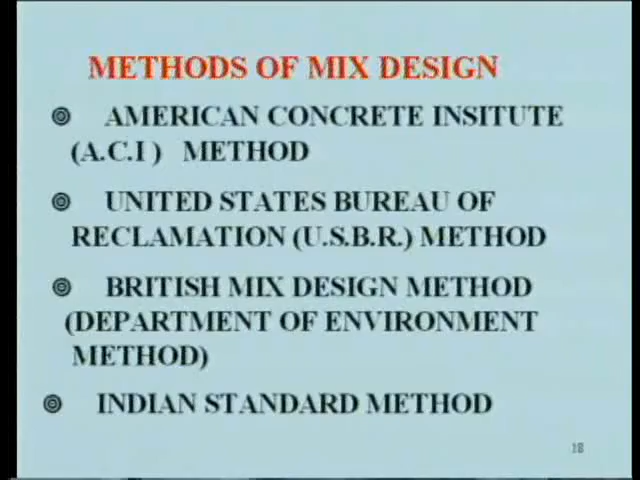 METHODS OF MIX DESIGN
AMERICAN CONCRETE INSITUTE
(A.C.I ) METHOD
UNITED STATES BUREAU OF
RECLAMATION (U.S.B.R.) METHOD
BRITISH MIX DESIGN METHOD
(DEPARTMENT OF ENVIRONMENT
METHOD)
INDIAN STANDARD METHOD
18